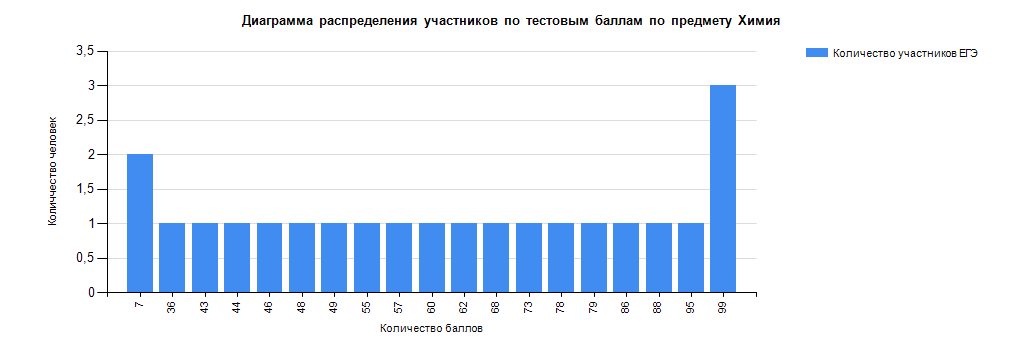 Диаграмма распределения участников по тестовым баллам по предмету Химия
3,5
3
2,5
2
1,5
1
0,5
0
Количчество человек
7 36 43 44 46 48 49 55 57 60 62 68 73 78 79 86 88 95 99
Количество баллов
Количество участников ЕГЭ